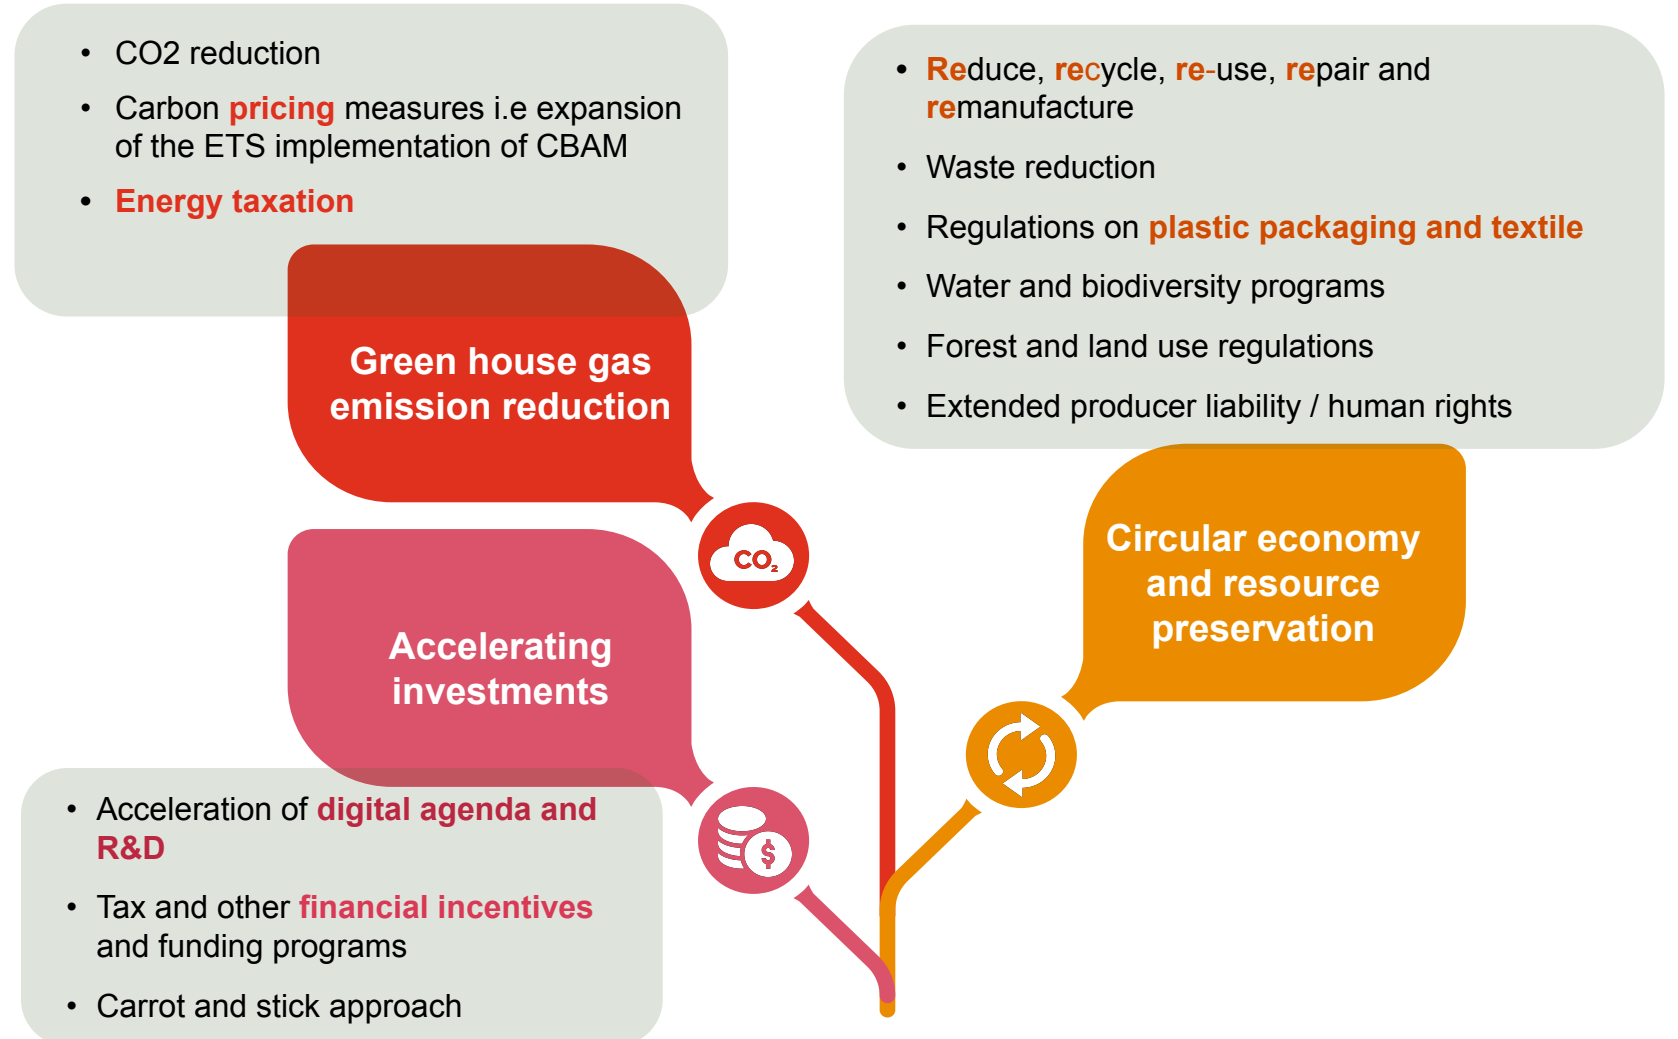 • CO2 reduction
• Carbon pricing measures i.e expansion
of the ETS implementation of CBAM
• Energy taxation
Green house gas
emission reduction
CO₂
• Reduce, recycle, re-use, repair and
remanufacture
• Waste reduction
• Regulations on plastic packaging and textile
• Water and biodiversity programs
• Forest and land use regulations
• Extended producer liability / human rights
Circular economy
and resource
preservation
Accelerating
investments
$
• Acceleration of digital agenda and
R&D
• Tax and other financial incentives
and funding programs
• Carrot and stick approach